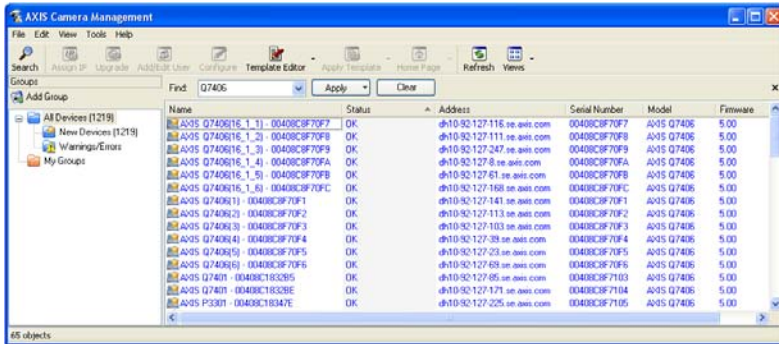 AXIS Camera Management
File Edit View Tools Help
Search Assign IP Upgrade Add/Edit User Configure Template Editor Apply Template Home Page Refresh Views
Groups
Find: Q7406 Apply Clear x
Add Group
All Devices (1219)
New Devices (1219)
Warnings/Errors
My Groups
Name Status Address Serial Number Model Firmware
AXIS Q7406(16_1_1) - 00408C8F70F7 OK dh10-92-127-116.se.axis.com 00408C8F70F7 AXIS Q7406 5.00
AXIS Q7406(16_1_2) - 00408C8F70F8 OK dh10-92-127-111.se.axis.com 00408C8F70F8 AXIS Q7406 5.00
AXIS Q7406(16_1_3) - 00408C8F70F9 OK dh10-92-127-247.se.axis.com 00408C8F70F9 AXIS Q7406 5.00
AXIS Q7406(16_1_4) - 00408C8F70FA OK dh10-92-127-8.se.axis.com 00408C8F70FA AXIS Q7406 5.00
AXIS Q7406(16_1_5) - 00408C8F70FB OK dh10-92-127-61.se.axis.com 00408C8F70FB AXIS Q7406 5.00
AXIS Q7406(16_1_6) - 00408C8F70FC OK dh10-92-127-168.se.axis.com 00408C8F70FC AXIS Q7406 5.00
AXIS Q7406(1) - 00408C8F70F1 OK dh10-92-127-141.se.axis.com 00408C8F70F1 AXIS Q7406 5.00
AXIS Q7406(2) - 00408C8F70F2 OK dh10-92-127-113.se.axis.com 00408C8F70F2 AXIS Q7406 5.00
AXIS Q7406(3) - 00408C8F70F3 OK dh10-92-127-103.se.axis.com 00408C8F70F3 AXIS Q7406 5.00
AXIS Q7406(4) - 00408C8F70F4 OK dh10-92-127-39.se.axis.com 00408C8F70F4 AXIS Q7406 5.00
AXIS Q7406(5) - 00408C8F70F5 OK dh10-92-127-23.se.axis.com 00408C8F70F5 AXIS Q7406 5.00
AXIS Q7406(6) - 00408C8F70F6 OK dh10-92-127-69.se.axis.com 00408C8F70F6 AXIS Q7406 5.00
AXIS Q7401 - 00408C1832B5 OK dh10-92-127-85.se.axis.com 00408C8F7103 AXIS Q7406 5.00
AXIS Q7401 - 00408C1832BE OK dh10-92-127-171.se.axis.com 00408C8F7104 AXIS Q7406 5.00
AXIS P3301 - 00408C18347E OK dh10-92-127-225.se.axis.com 00408C8F7105 AXIS Q7406 5.00
65 objects